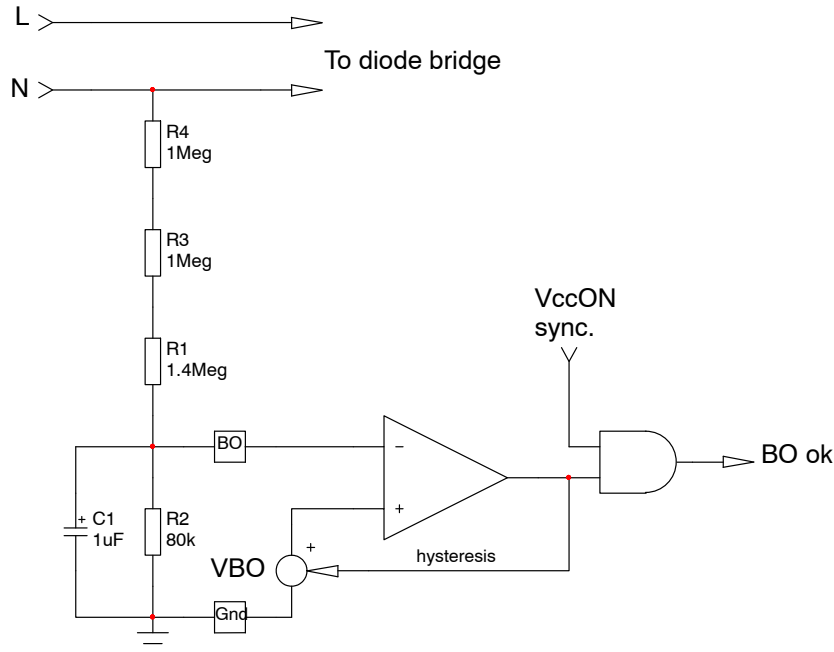 L
To diode bridge
N
R4
1Meg
R3
1Meg
VccON
sync.
R1
1.4Meg
BO
−
BO ok
+
+
C1
1uF
R2
80k
+
hysteresis
VBO
Gnd